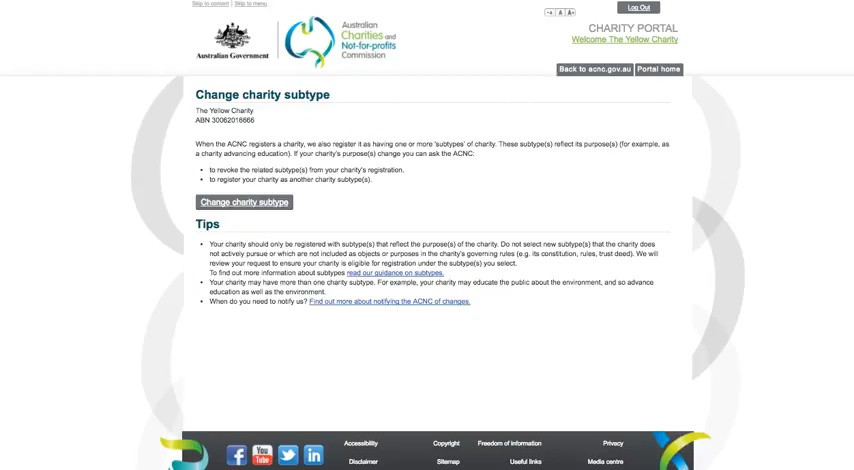 Skip to content | Skip to menu
Log Out
-a A A+
Australian Government
Australian
Charities and
Not-for-profits
Commission
CHARITY PORTAL
Welcome The Yellow Charity
Back to acnc.gov.au
Portal home
Change charity subtype
The Yellow Charity
ABN 30062018666
When the ACNC registers a charity, we also register it as having one or more 'subtypes' of charity. These subtype(s) reflect its purpose(s) (for example, as
a charity advancing education). If your charity's purpose(s) change you can ask the ACNC:
• to revoke the related subtype(s) from your charity's registration.
• to register your charity as another charity subtype(s).
Change charity subtype
Tips
• Your charity should only be registered with subtype(s) that reflect the purpose(s) of the charity. Do not select new subtype(s) that the charity does
not actively pursue or which are not included as objects or purposes in the charity's governing rules (e.g. its constitution, rules, trust deed). We will
review your request to ensure your charity is eligible for registration under the subtype(s) you select.
To find out more information about subtypes read our guidance on subtypes.
• Your charity may have more than one charity subtype. For example, your charity may educate the public about the environment, and so advance
education as well as the environment.
• When do you need to notify us? Find out more about notifying the ACNC of changes.
You
Tube
Accessibility
Copyright
Freedom of information
Privacy
Disclaimer
Sitemap
Useful links
Media centre